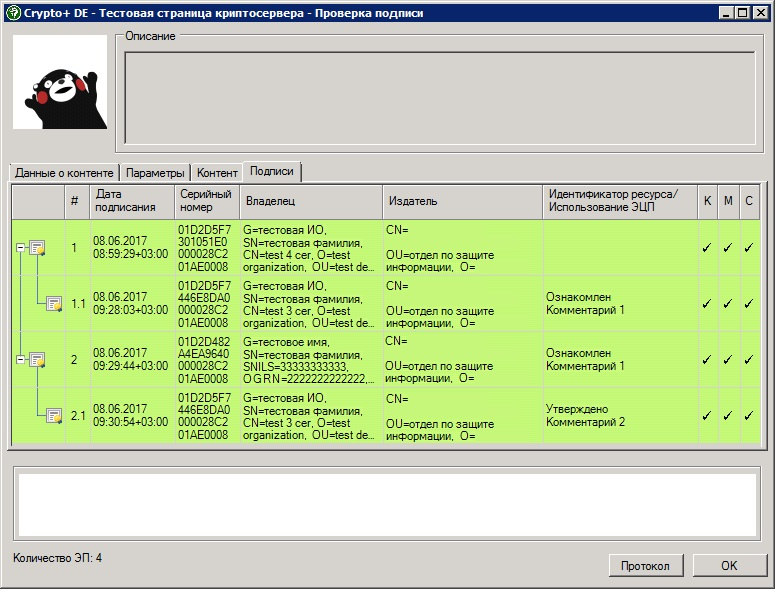 Crypto+ DE - Тестовая страница криптосервера - Проверка подписи
Описание
Данные о контенте Параметры Контент Подписи
# Дата подписания Серийный номер Владелец Издатель Идентификатор ресурса/ Использование ЭЦП К М С
1
08.06.2017
08:59:29+03:00
01D2D5F7
301051E0
000028C2
01AE0008
G=тестовая ИО,
SN=тестовая фамилия,
CN=test 4 cer, O=test
organization, OU=test de...
CN=
OU=отдел по защите
информации, O=
✓ ✓ ✓
1.1
08.06.2017
09:28:03+03:00
01D2D5F7
446E8DA0
000028C2
01AE0008
G=тестовая ИО,
SN=тестовая фамилия,
CN=test 3 cer, O=test
organization, OU=test de...
CN=
OU=отдел по защите
информации, O=
Ознакомлен
Комментарий 1
✓ ✓ ✓
2
08.06.2017
09:29:44+03:00
01D2D482
A4EA9640
000028C2
01AE0008
G=тестовое имя,
SN=тестовая фамилия,
SNILS=33333333333,
OGRN=2222222222222,...
CN=
OU=отдел по защите
информации, O=
Ознакомлен
Комментарий 1
✓ ✓ ✓
2.1
08.06.2017
09:30:54+03:00
01D2D5F7
446E8DA0
000028C2
01AE0008
G=тестовая ИО,
SN=тестовая фамилия,
CN=test 3 cer, O=test
organization, OU=test de...
CN=
OU=отдел по защите
информации, O=
Утверждено
Комментарий 2
✓ ✓ ✓
Количество ЭП: 4
Протокол OK